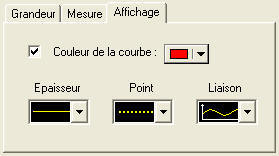 Grandeur Mesure Affichage
Couleur de la courbe :
Epaisseur Point Liaison